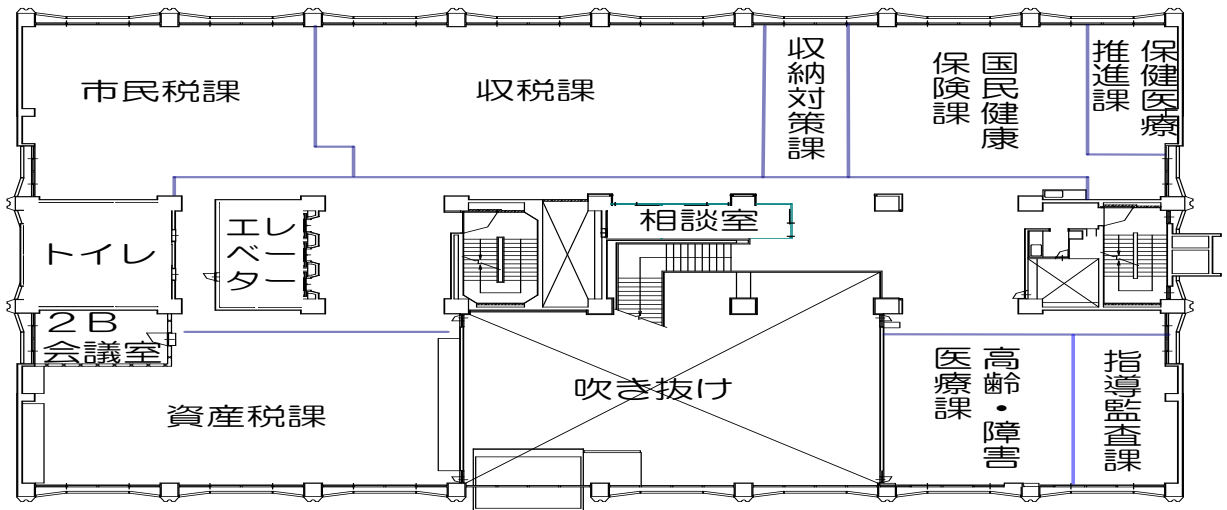 市民税課
収税課
収納対策課
国民健康
保険課
保健医療
推進課
トイレ
エレ
ベー
ター
相談室
２Ｂ
会議室
資産税課
吹き抜け
高齢・障害
医療課
指導監査課